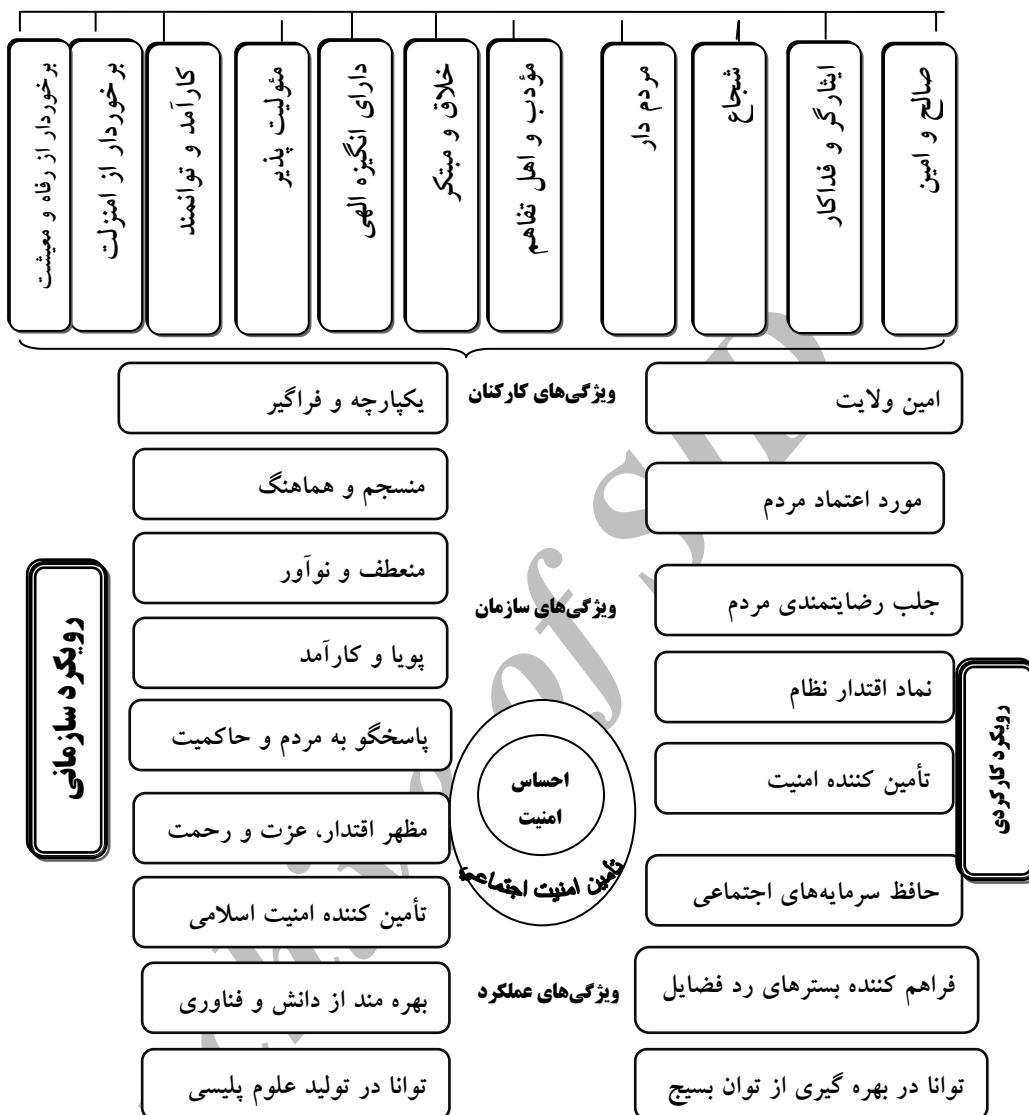 صالح و امین
ایثارگر و فداکار
شجاع
مردم دار
مؤدب و اهل تفاهم
خلاق و مبتکر
دارای انگیزه الهی
مئولیت پذیر
کارآمد و توانمند
برخوردار از امنزلت
برخوردار از رفاه و معیشت
ویژگی‌های کارکنان
امین ولایت
مورد اعتماد مردم
جلب رضایتمندی مردم
نماد اقتدار نظام
تأمین کننده امنیت
حافظ سرمایه‌های اجتماعی
فراهم کننده بسترهای رد فضایل
توانا در بهره گیری از توان بسیج
رویکرد کارکردی
ویژگی‌های سازمان
احساس
امنیت
تأمین امنیت اجتماعي
ویژگی‌های عملکرد
یکپارچه و فراگیر
منسجم و هماهنگ
منعطف و نوآور
پویا و کارآمد
پاسخگو به مردم و حاکمیت
مظهر اقتدار، عزت و رحمت
تأمین کننده امنیت اسلامی
بهره مند از دانش و فناوری
توانا در تولید علوم پلیسی
رویکرد سازمانی
Archive of SID